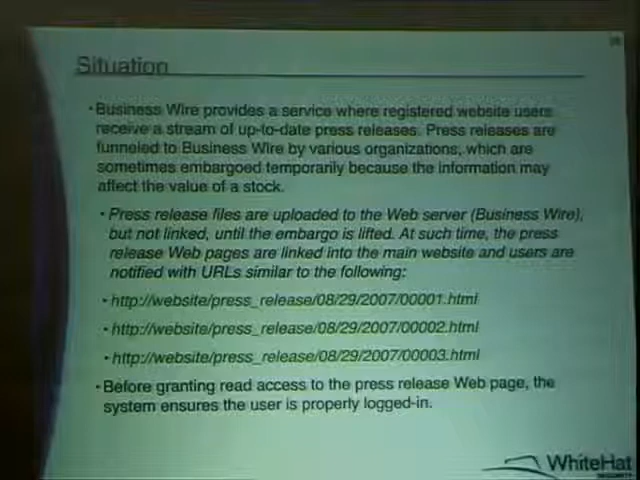 Situation
• Business Wire provides a service where registered website users
receive a stream of up-to-date press releases. Press releases are
funneled to Business Wire by various organizations, which are
sometimes embargoed temporarily because the information may
affect the value of a stock.
• Press release files are uploaded to the Web server (Business Wire),
but not linked, until the embargo is lifted. At such time, the press
release Web pages are linked into the main website and users are
notified with URLs similar to the following:
• http://website/press_release/08/29/2007/00001.html
• http://website/press_release/08/29/2007/00002.html
• http://website/press_release/08/29/2007/00003.html
• Before granting read access to the press release Web page, the
system ensures the user is properly logged-in.
WhiteHat